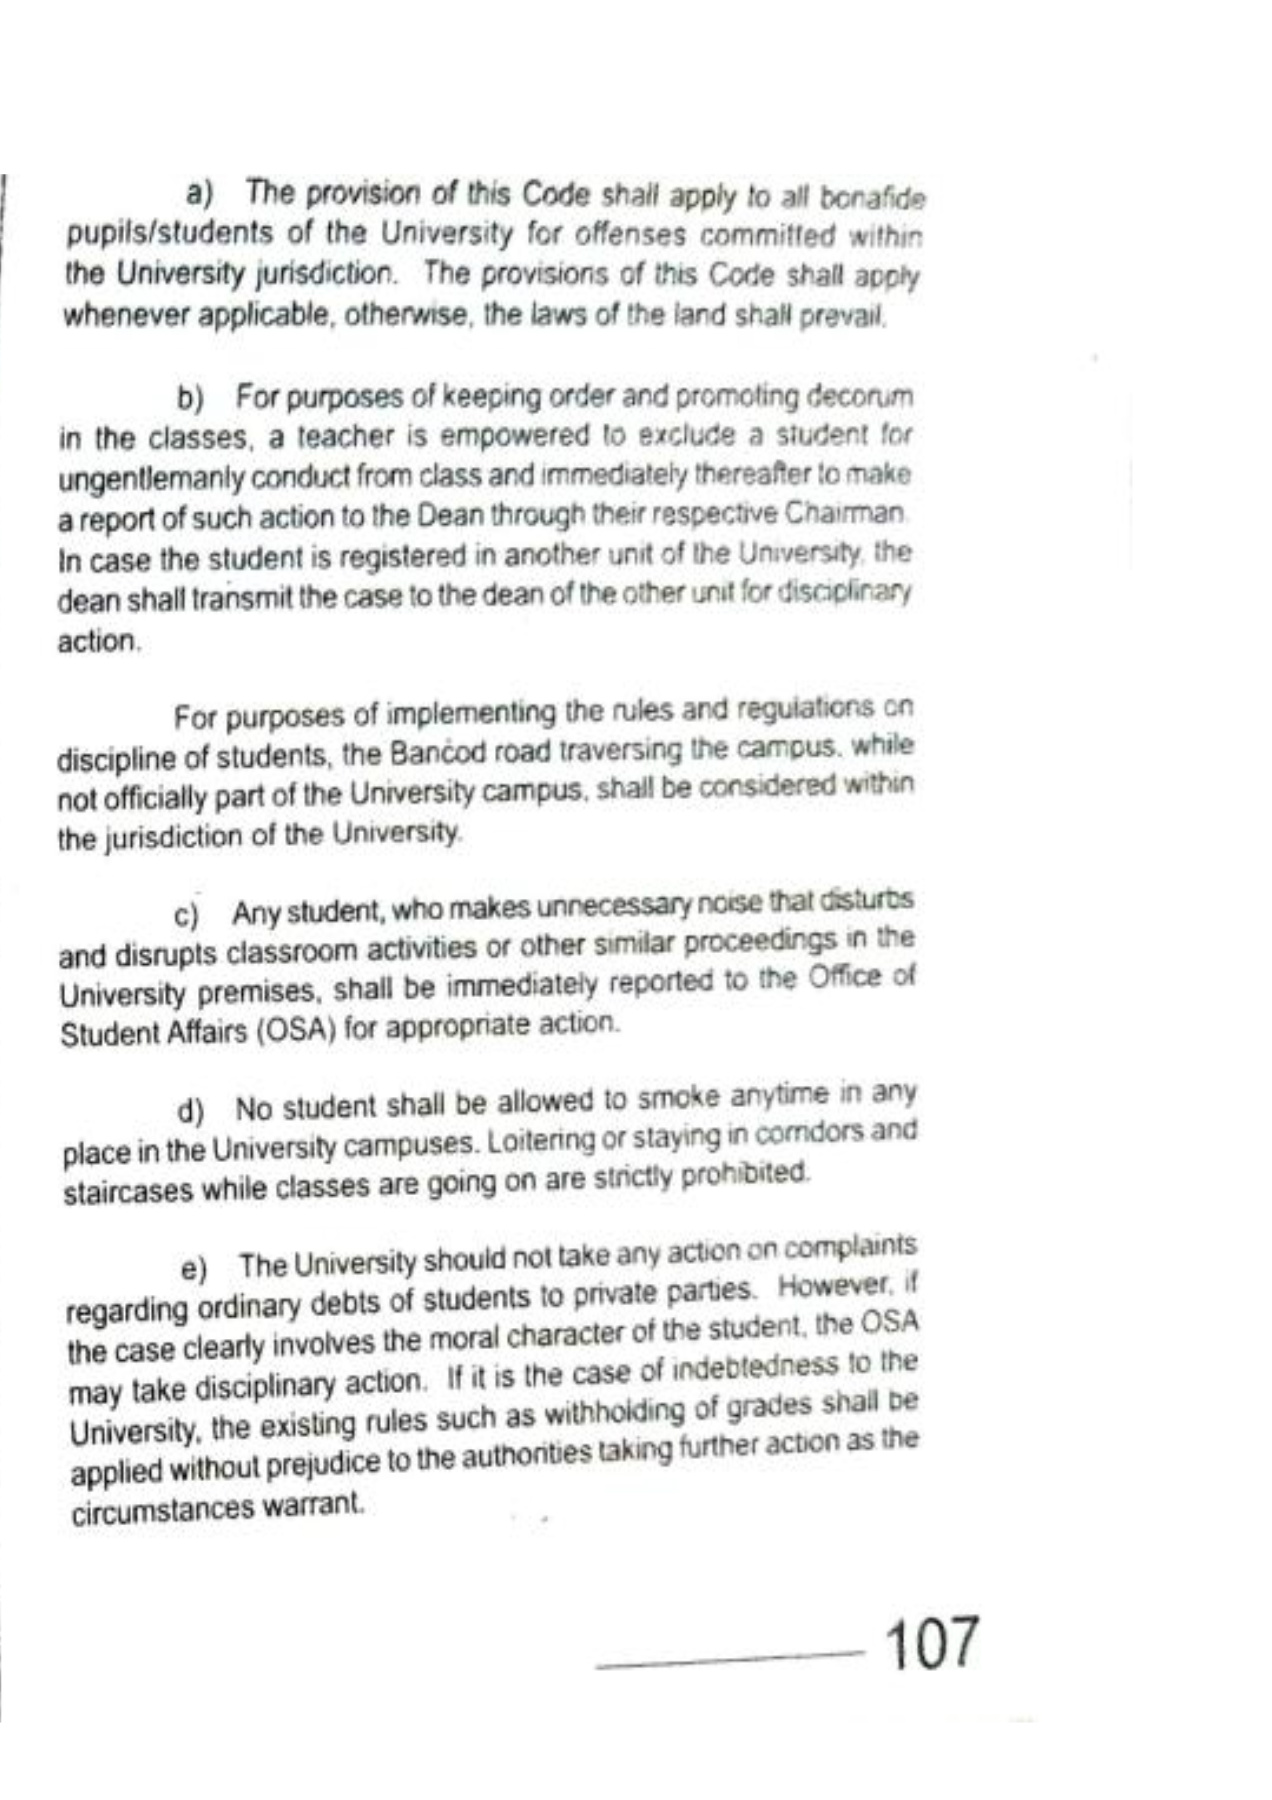 a) The provision of this Code shall apply to all bonafide
pupils/students of the University for offenses committed within
the University jurisdiction. The provisions of this Code shall apply
whenever applicable, otherwise, the laws of the land shall prevail.
b) For purposes of keeping order and promoting decorum
in the classes, a teacher is empowered to exclude a student for
ungentlemanly conduct from class and immediately thereafter to make
a report of such action to the Dean through their respective Chairman.
In case the student is registered in another unit of the University, the
dean shall transmit the case to the dean of the other unit for disciplinary
action.
For purposes of implementing the rules and regulations on
discipline of students, the Bancod road traversing the campus, while
not officially part of the University campus, shall be considered within
the jurisdiction of the University.
c) Any student, who makes unnecessary noise that disturbs
and disrupts classroom activities or other similar proceedings in the
University premises, shall be immediately reported to the Office of
Student Affairs (OSA) for appropriate action.
d) No student shall be allowed to smoke anytime in any
place in the University campuses. Loitering or staying in corridors and
staircases while classes are going on are strictly prohibited.
e) The University should not take any action on complaints
regarding ordinary debts of students to private parties. However, if
the case clearly involves the moral character of the student, the OSA
may take disciplinary action. If it is the case of indebtedness to the
University, the existing rules such as withholding of grades shall be
applied without prejudice to the authorities taking further action as the
circumstances warrant.
107